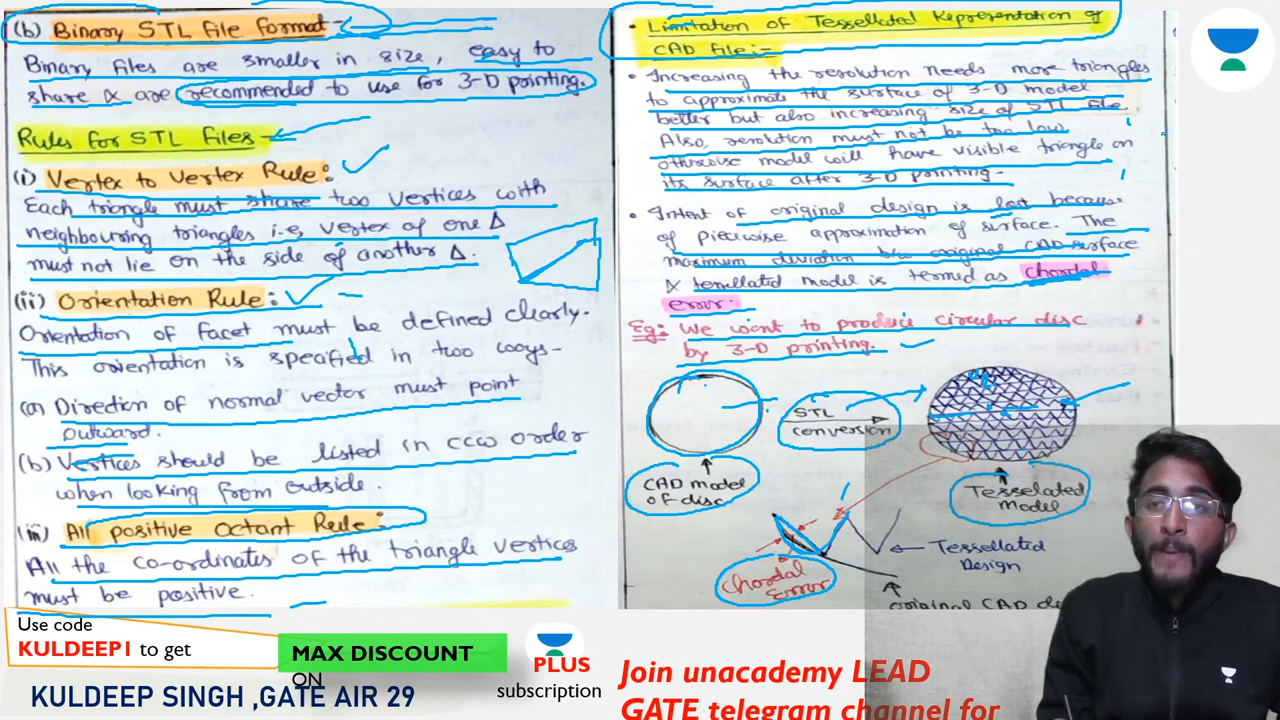 (b) Binary STL file format -
Binary files are smaller in size, easy to
share & are recommended to use for 3-D printing.
Rules for STL files -
(i) Vertex to vertex Rule:
Each triangle must share two vertices with
neighbouring triangles i.e, vertex of one Δ
must not lie on the side of another Δ.
(ii) Orientation Rule:
Orientation of facet must be defined clearly.
This orientation is specified in two ways-
(a) Direction of normal vector must point
outward.
(b) Vertices should be listed in CCW order
when looking from outside.
(iii) All positive Octant Rule:
All the co-ordinates of the triangle vertices
must be positive.
• Limitation of Tessellated Representation of
CAD file:-
• Increasing the resolution needs more triangles
to approximate the surface of 3-D model
better but also increasing size of STL file.
Also, resolution must not be too low
otherwise model will have visible triangle on
its surface after 3-D printing.
• Intent of original design is lost because
of piecewise approximation of surface. The
maximum deviation b/w original CAD surface
& tessellated model is termed as chordal
error.
Eg: We want to produce circular disc
by 3-D printing.
STL
conversion
CAD model
of disc
Tesselated
Model
Chordal
Error
Tessellated
Design
original CAD de
Use code
KULDEEP1 to get
MAX DISCOUNT
ON
PLUS
subscription
KULDEEP SINGH ,GATE AIR 29
Join unacademy LEAD
GATE telegram channel for